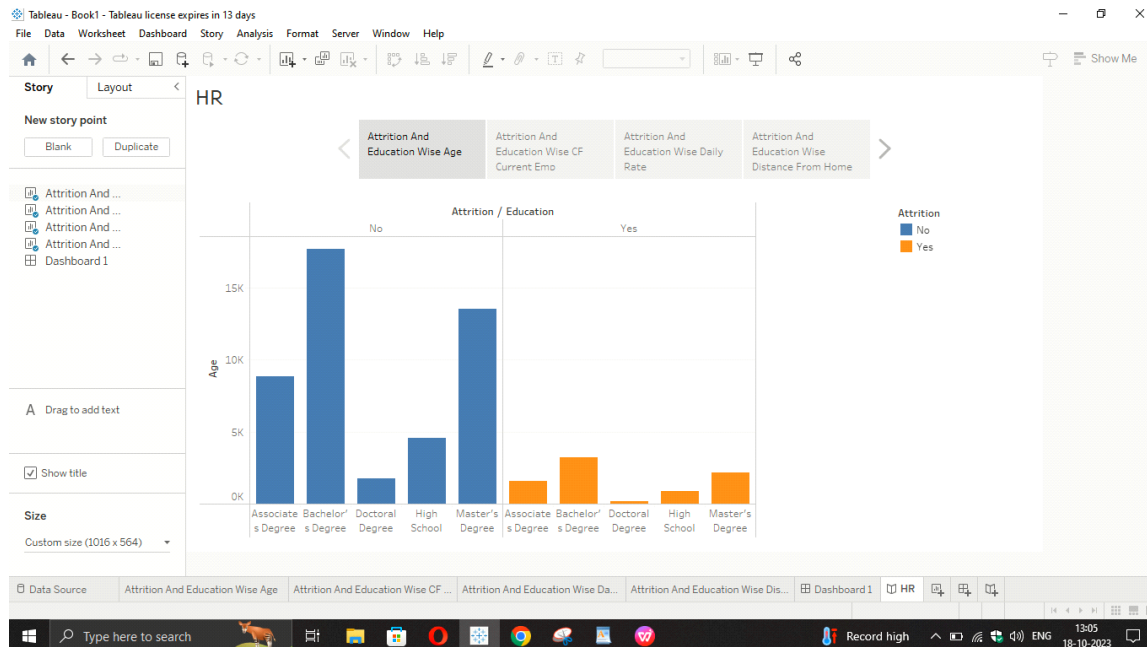 Tableau - Book1 - Tableau license expires in 13 days
File Data Worksheet Dashboard Story Analysis Format Server Window Help
Show Me
Story Layout
HR
New story point
Blank Duplicate
Attrition And
Education Wise Age
Attrition And
Education Wise CF
Current Emo
Attrition And
Education Wise Daily
Rate
Attrition And
Education Wise
Distance From Home
Attrition And ...
Attrition And ...
Attrition And ...
Attrition And ...
Dashboard 1
Attrition / Education
No Yes
Attrition
No
Yes
15K
10K
5K
0K
Age
Associate
s Degree
Bachelor'
s Degree
Doctoral
Degree
High
School
Master's
Degree
Associate
s Degree
Bachelor'
s Degree
Doctoral
Degree
High
School
Master's
Degree
A Drag to add text
Show title
Size
Custom size (1016 x 564)
Data Source Attrition And Education Wise Age Attrition And Education Wise CF ... Attrition And Education Wise Da... Attrition And Education Wise Dis... Dashboard 1 HR
Type here to search
Record high
ENG
13:05
18-10-2023